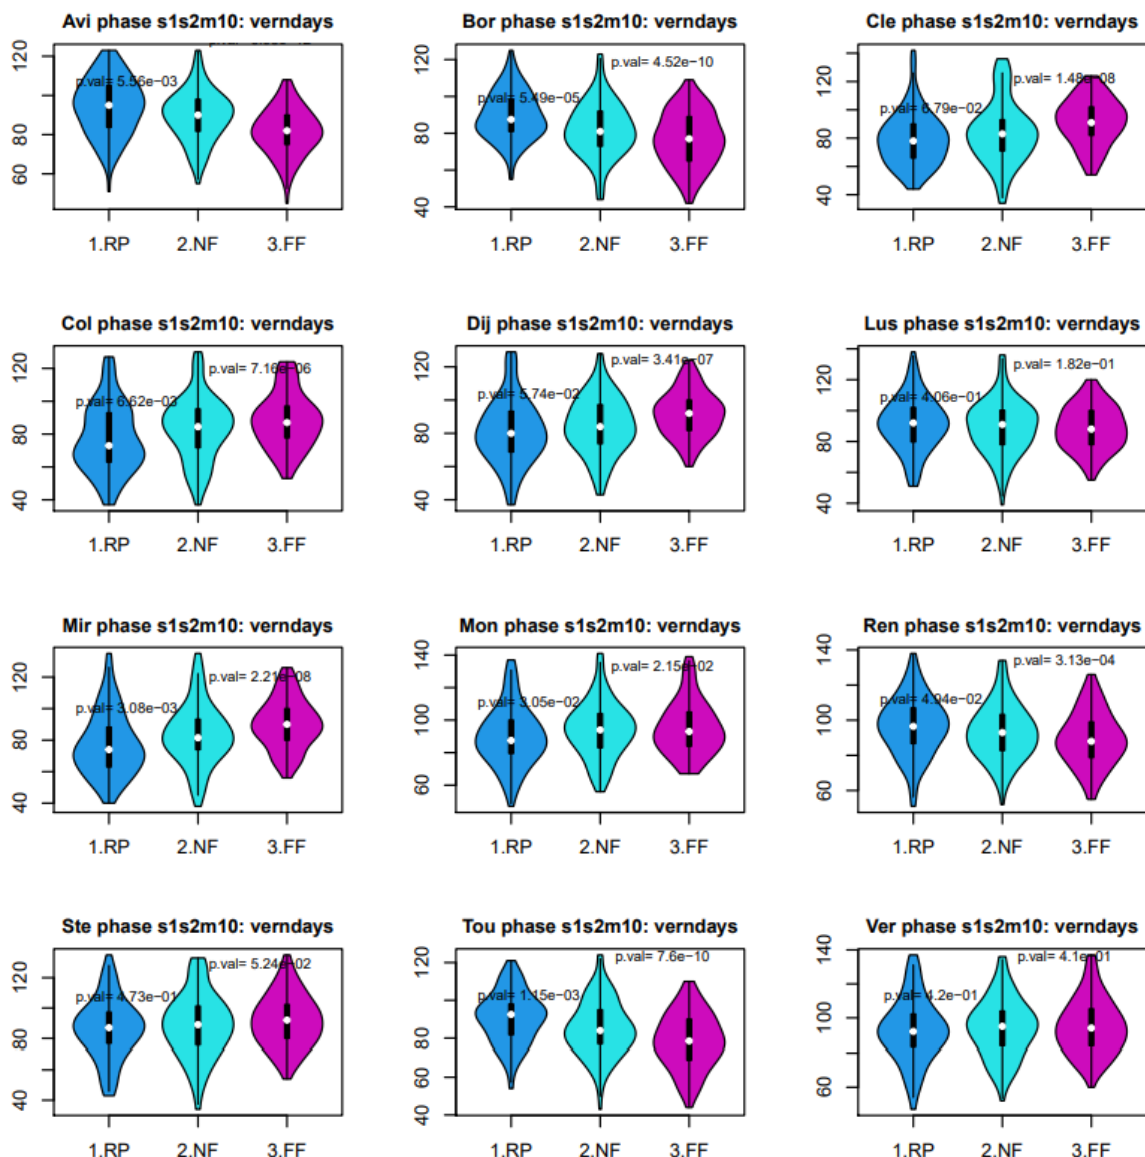 Avi phase s1s2m10: verndays
p.val= 5.56e−03
60 80 120
1.RP 2.NF 3.FF
Bor phase s1s2m10: verndays
p.val= 4.52e−10
p.val= 5.49e−05
40 80 120
1.RP 2.NF 3.FF
Cle phase s1s2m10: verndays
p.val= 1.48e−08
p.val= 6.79e−02
40 80 120
1.RP 2.NF 3.FF
Col phase s1s2m10: verndays
p.val= 7.16e−06
p.val= 6.62e−03
40 80 120
1.RP 2.NF 3.FF
Dij phase s1s2m10: verndays
p.val= 3.41e−07
p.val= 5.74e−02
40 80 120
1.RP 2.NF 3.FF
Lus phase s1s2m10: verndays
p.val= 1.82e−01
p.val= 4.06e−01
40 80 120
1.RP 2.NF 3.FF
Mir phase s1s2m10: verndays
p.val= 2.21e−08
p.val= 3.08e−03
40 80 120
1.RP 2.NF 3.FF
Mon phase s1s2m10: verndays
p.val= 2.15e−02
p.val= 3.05e−02
60 100 140
1.RP 2.NF 3.FF
Ren phase s1s2m10: verndays
p.val= 3.13e−04
p.val= 4.94e−02
60 100 140
1.RP 2.NF 3.FF
Ste phase s1s2m10: verndays
p.val= 5.24e−02
p.val= 4.73e−01
40 80 120
1.RP 2.NF 3.FF
Tou phase s1s2m10: verndays
p.val= 7.6e−10
p.val= 1.15e−03
40 60 80 120
1.RP 2.NF 3.FF
Ver phase s1s2m10: verndays
p.val= 4.1e−01
p.val= 4.2e−01
60 100 140
1.RP 2.NF 3.FF